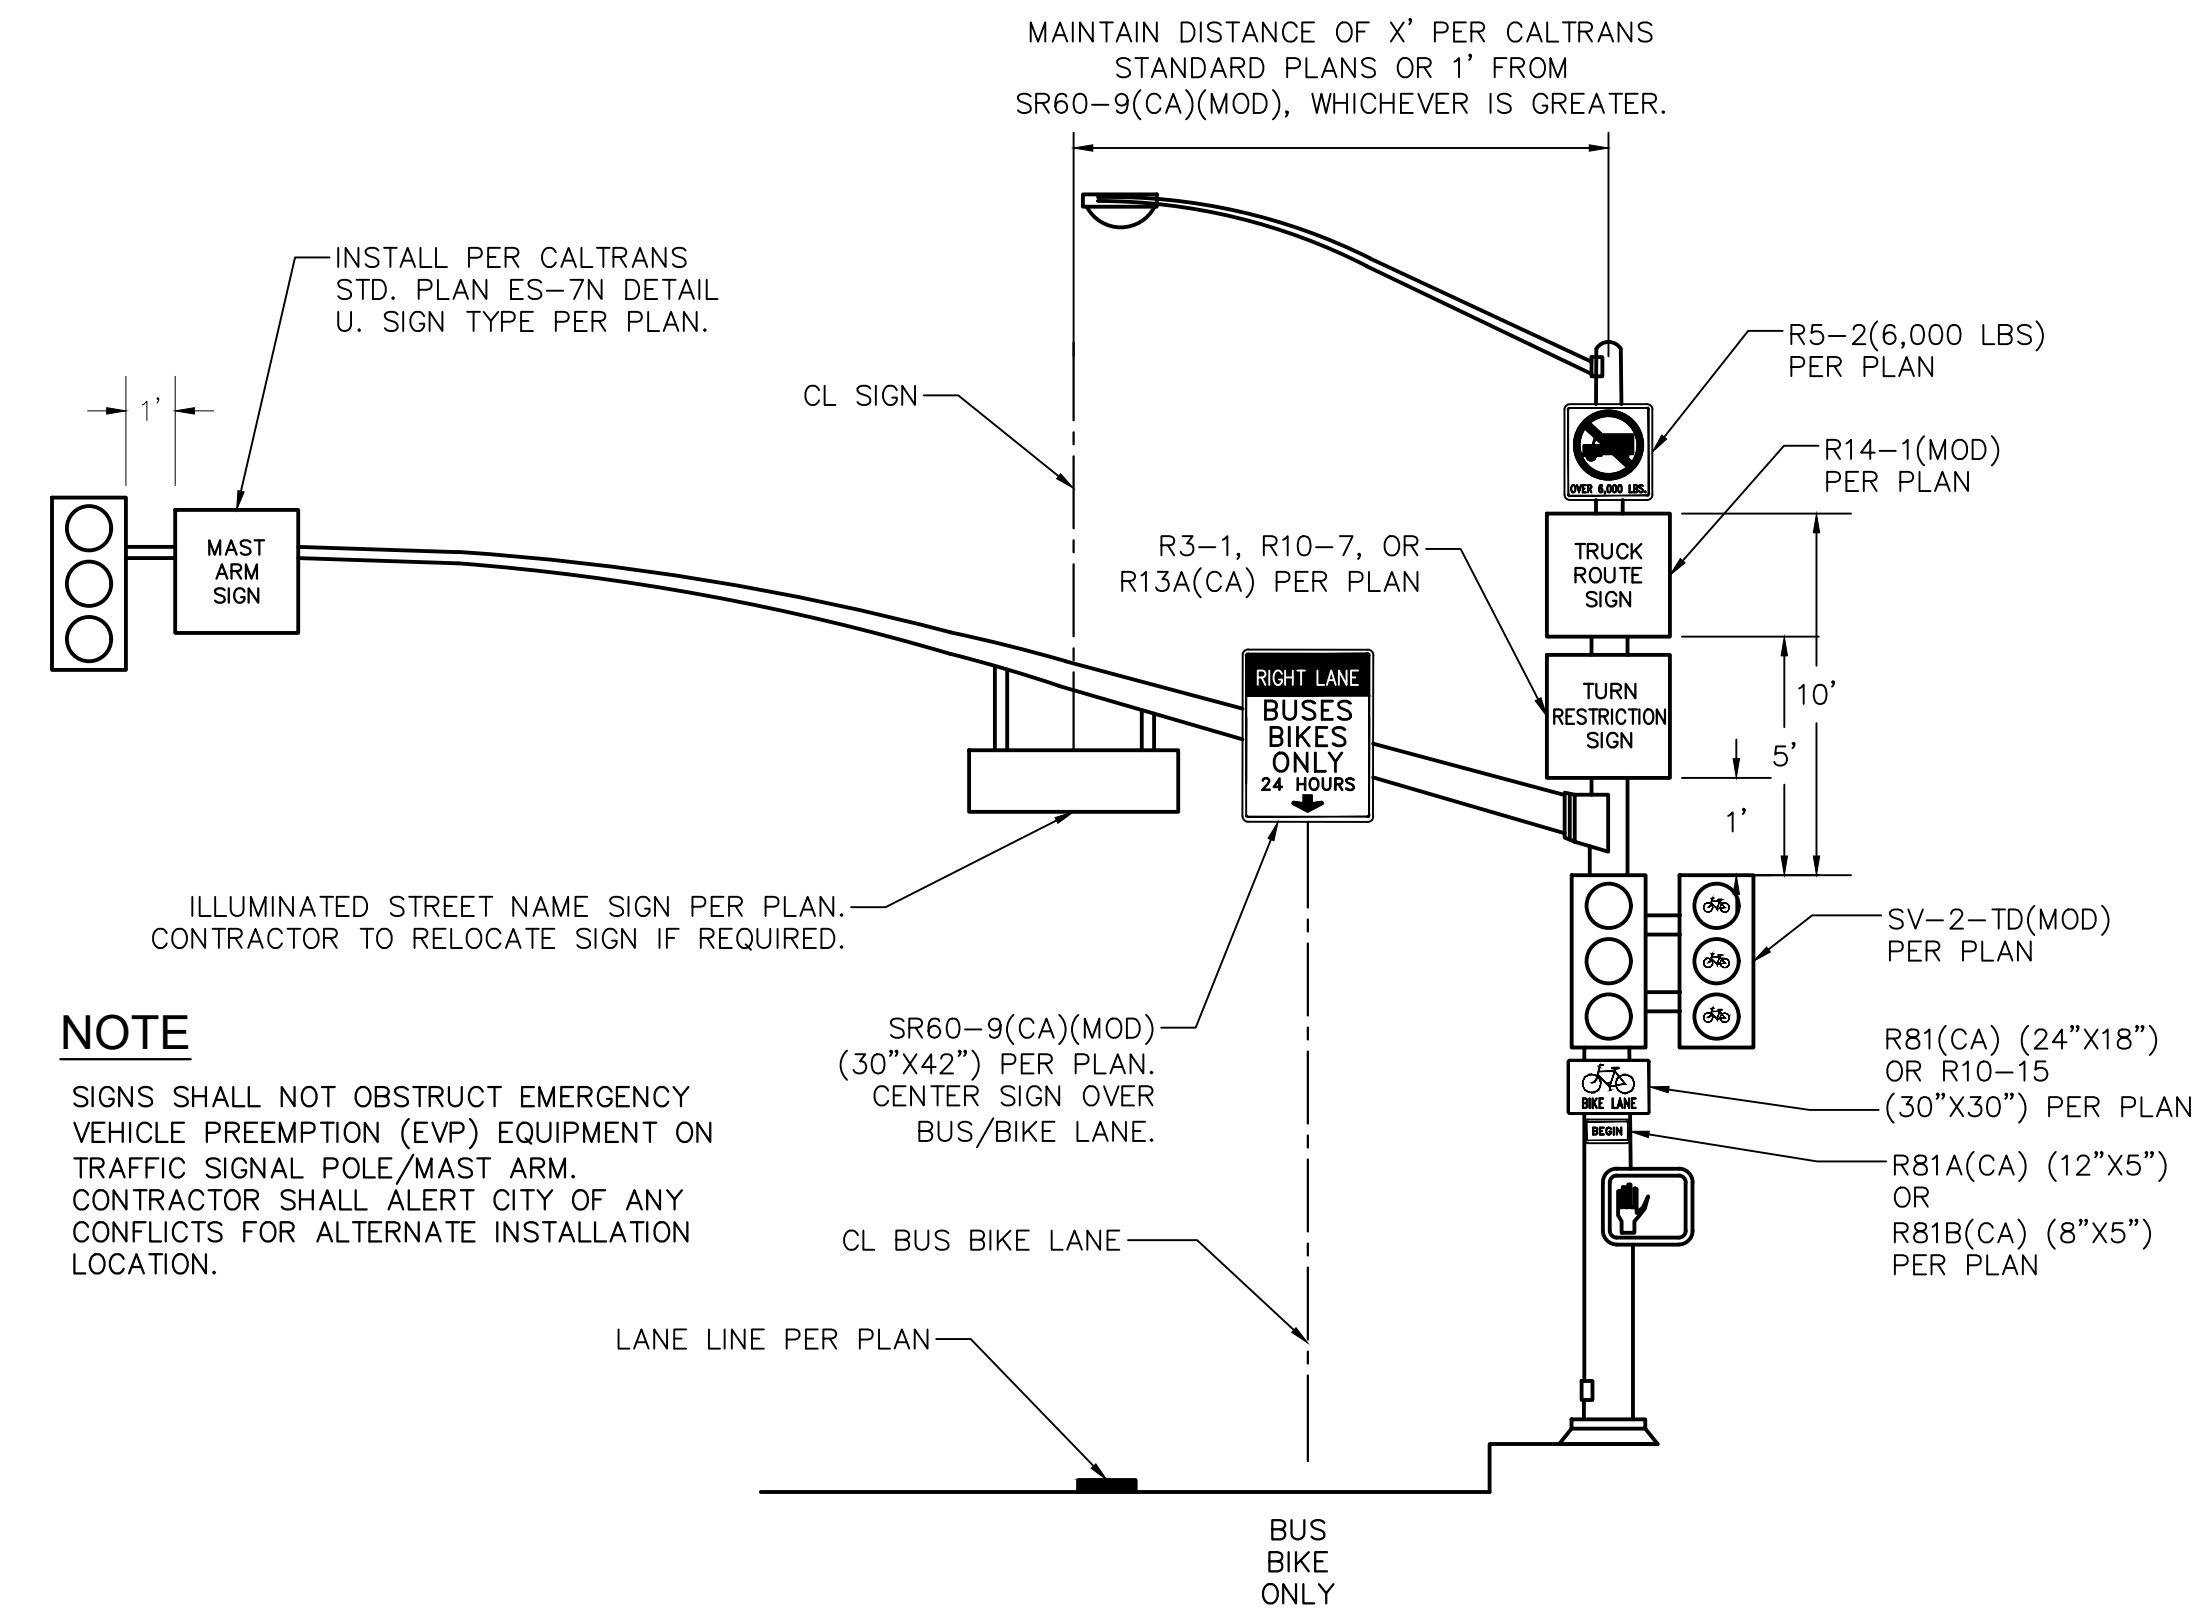 MAINTAIN DISTANCE OF X' PER CALTRANS
STANDARD PLANS OR 1' FROM
SR60-9(CA)(MOD), WHICHEVER IS GREATER.
INSTALL PER CALTRANS
STD. PLAN ES-7N DETAIL
U. SIGN TYPE PER PLAN.
R5-2(6,000 LBS)
PER PLAN
CL SIGN
1'
OVER 6,000 LBS.
R14-1(MOD)
PER PLAN
MAST
ARM
SIGN
R3-1, R10-7, OR
R13A(CA) PER PLAN
TRUCK
ROUTE
SIGN
RIGHT LANE
BUSES
BIKES
ONLY
24 HOURS
TURN
RESTRICTION
SIGN
10'
5'
1'
ILLUMINATED STREET NAME SIGN PER PLAN.
CONTRACTOR TO RELOCATE SIGN IF REQUIRED.
SV-2-TD(MOD)
PER PLAN
NOTE
SIGNS SHALL NOT OBSTRUCT EMERGENCY
VEHICLE PREEMPTION (EVP) EQUIPMENT ON
TRAFFIC SIGNAL POLE/MAST ARM.
CONTRACTOR SHALL ALERT CITY OF ANY
CONFLICTS FOR ALTERNATE INSTALLATION
LOCATION.
SR60-9(CA)(MOD)
(30"X42") PER PLAN.
CENTER SIGN OVER
BUS/BIKE LANE.
R81(CA) (24"X18")
OR R10-15
(30"X30") PER PLAN
BIKE LANE
BEGIN
R81A(CA) (12"X5")
OR
R81B(CA) (8"X5")
PER PLAN
CL BUS BIKE LANE
LANE LINE PER PLAN
BUS
BIKE
ONLY